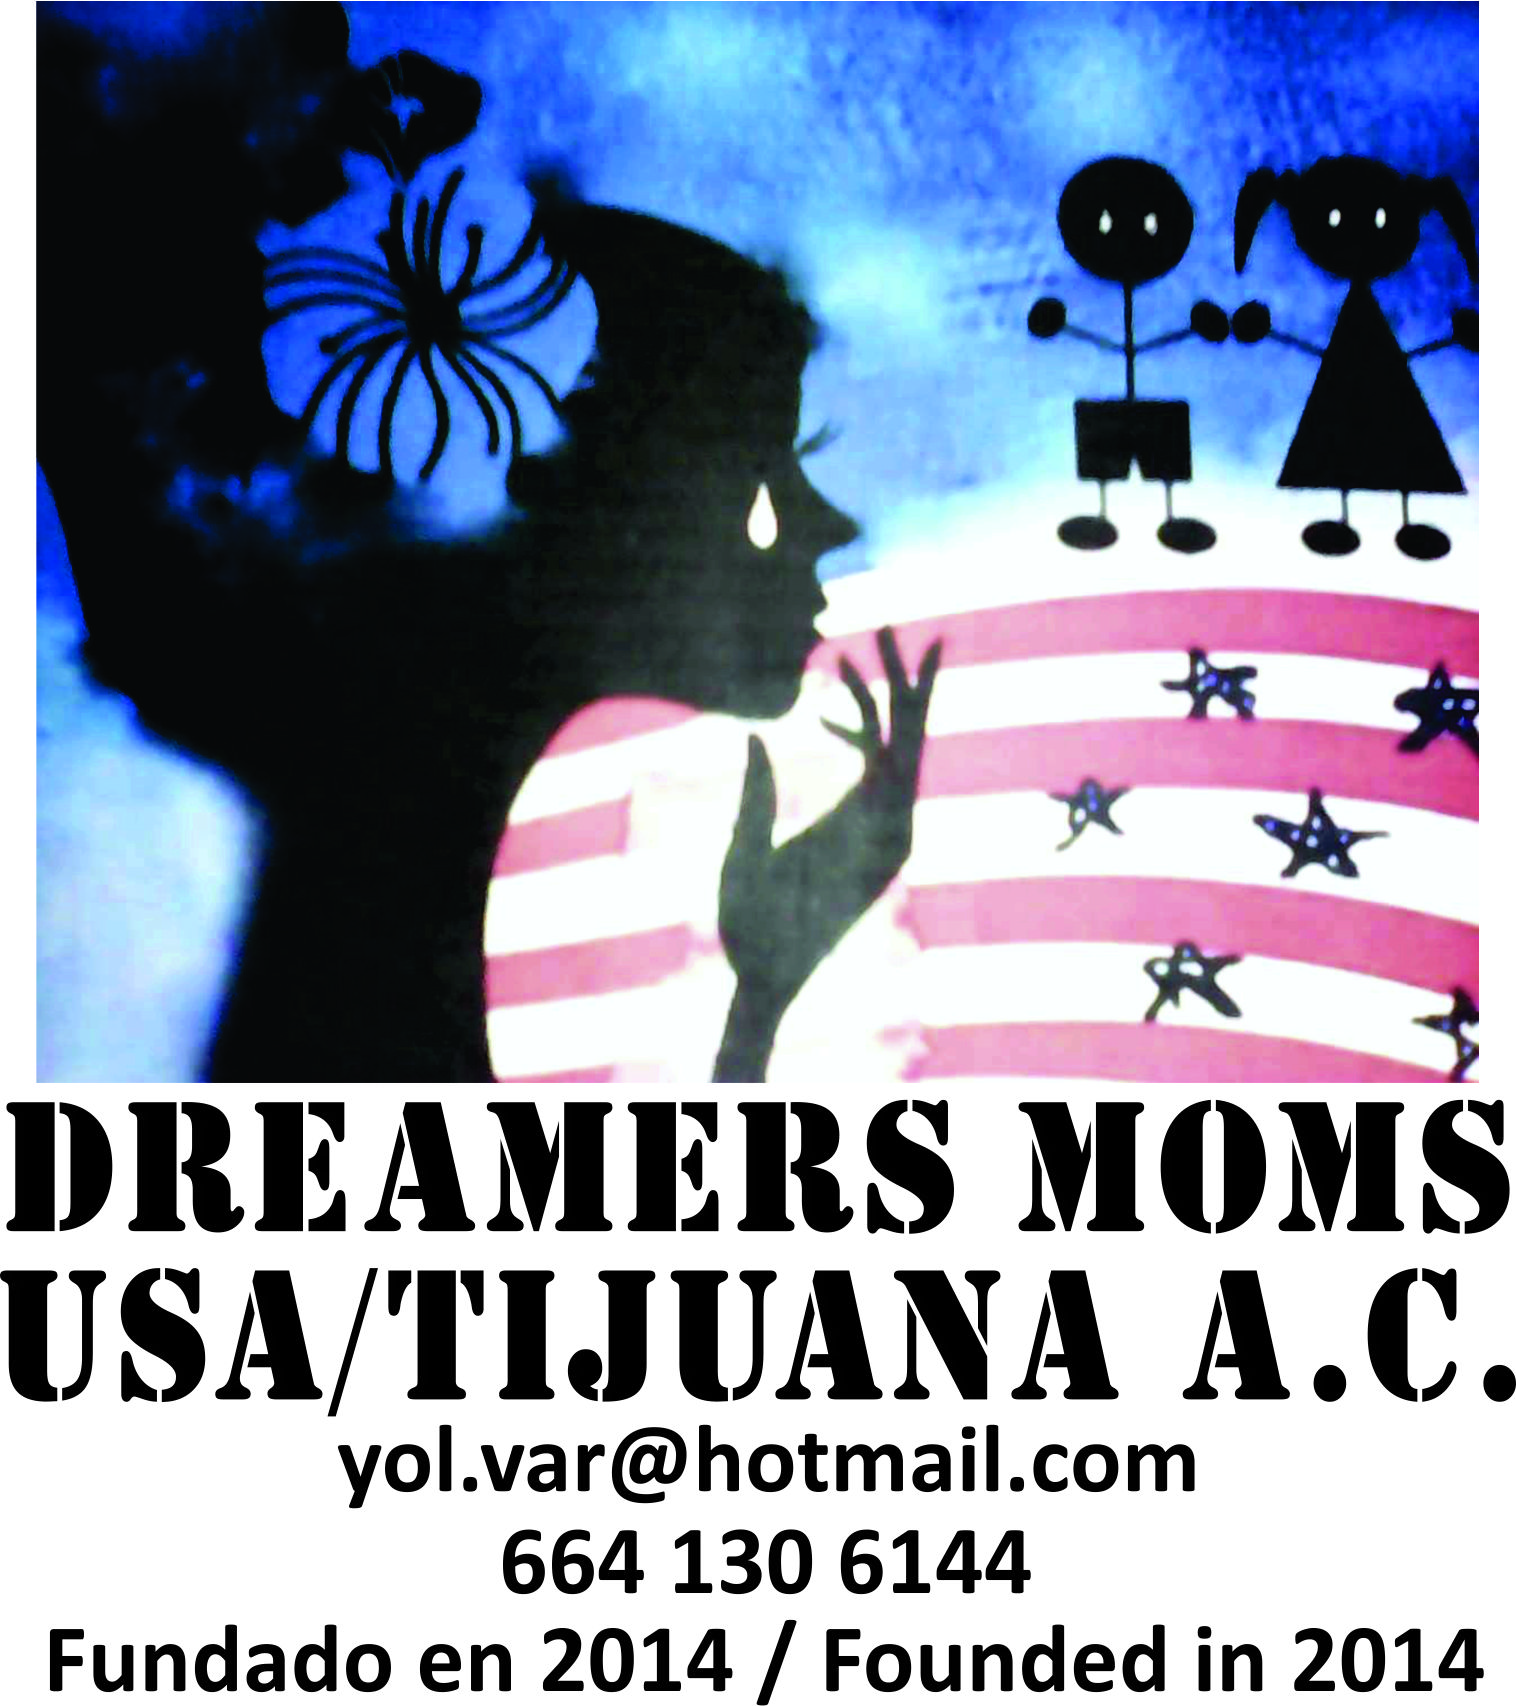 DREAMERS MOMS
USA/TIJUANA A.C.
yol.var@hotmail.com
664 130 6144
Fundado en 2014 / Founded in 2014